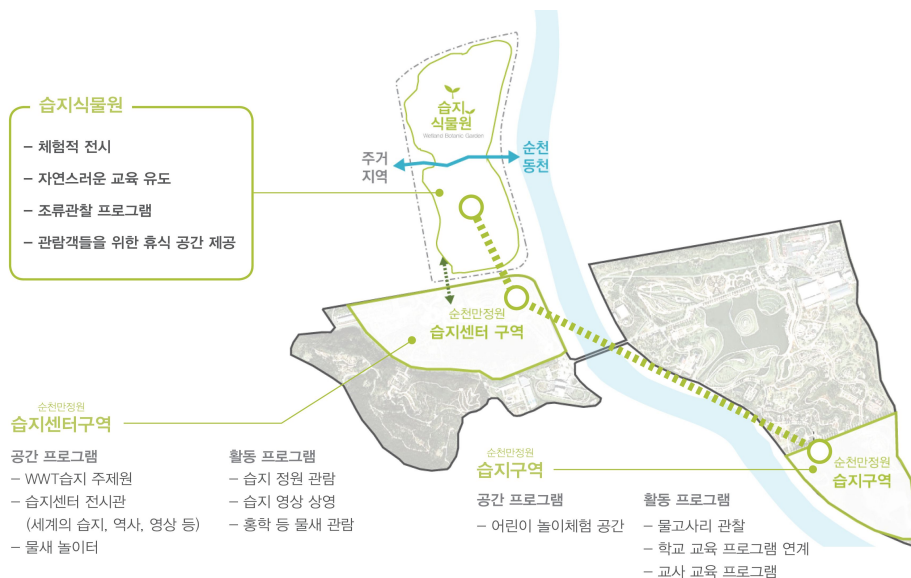 습지식물원
– 체험적 전시
– 자연스러운 교육 유도
– 조류관찰 프로그램
– 관람객들을 위한 휴식 공간 제공
습지
식물원
Wetland Botanic Garden
주거
지역
순천
동천
순천만정원
습지센터 구역
순천만정원
습지구역
순천만정원
습지센터구역
공간 프로그램
– WWT습지 주제원
– 습지센터 전시관
(세계의 습지, 역사, 영상 등)
– 물새 놀이터
활동 프로그램
– 습지 정원 관람
– 습지 영상 상영
– 홍학 등 물새 관람
순천만정원
습지구역
공간 프로그램
– 어린이 놀이체험 공간
활동 프로그램
– 물고사리 관찰
– 학교 교육 프로그램 연계
– 교사 교육 프로그램